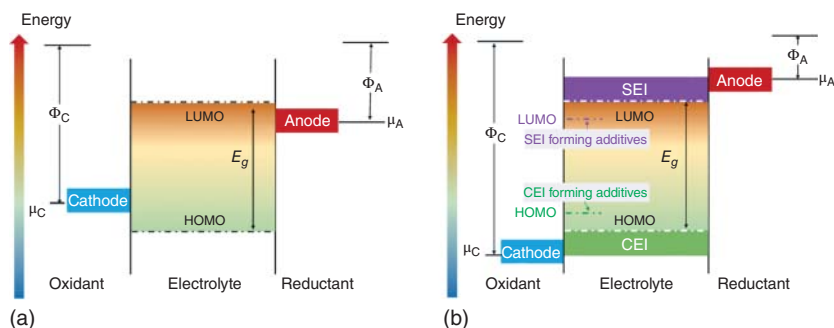 Energy
Φ_C
Φ_A
LUMO
Anode
μ_A
E_g
Cathode
μ_C
HOMO
Oxidant
Electrolyte
Reductant
(a)
Energy
Φ_A
SEI
Anode
μ_A
LUMO
LUMO
SEI forming additives
Φ_C
E_g
CEI forming additives
HOMO
HOMO
μ_C
Cathode
CEI
Oxidant
Electrolyte
Reductant
(b)